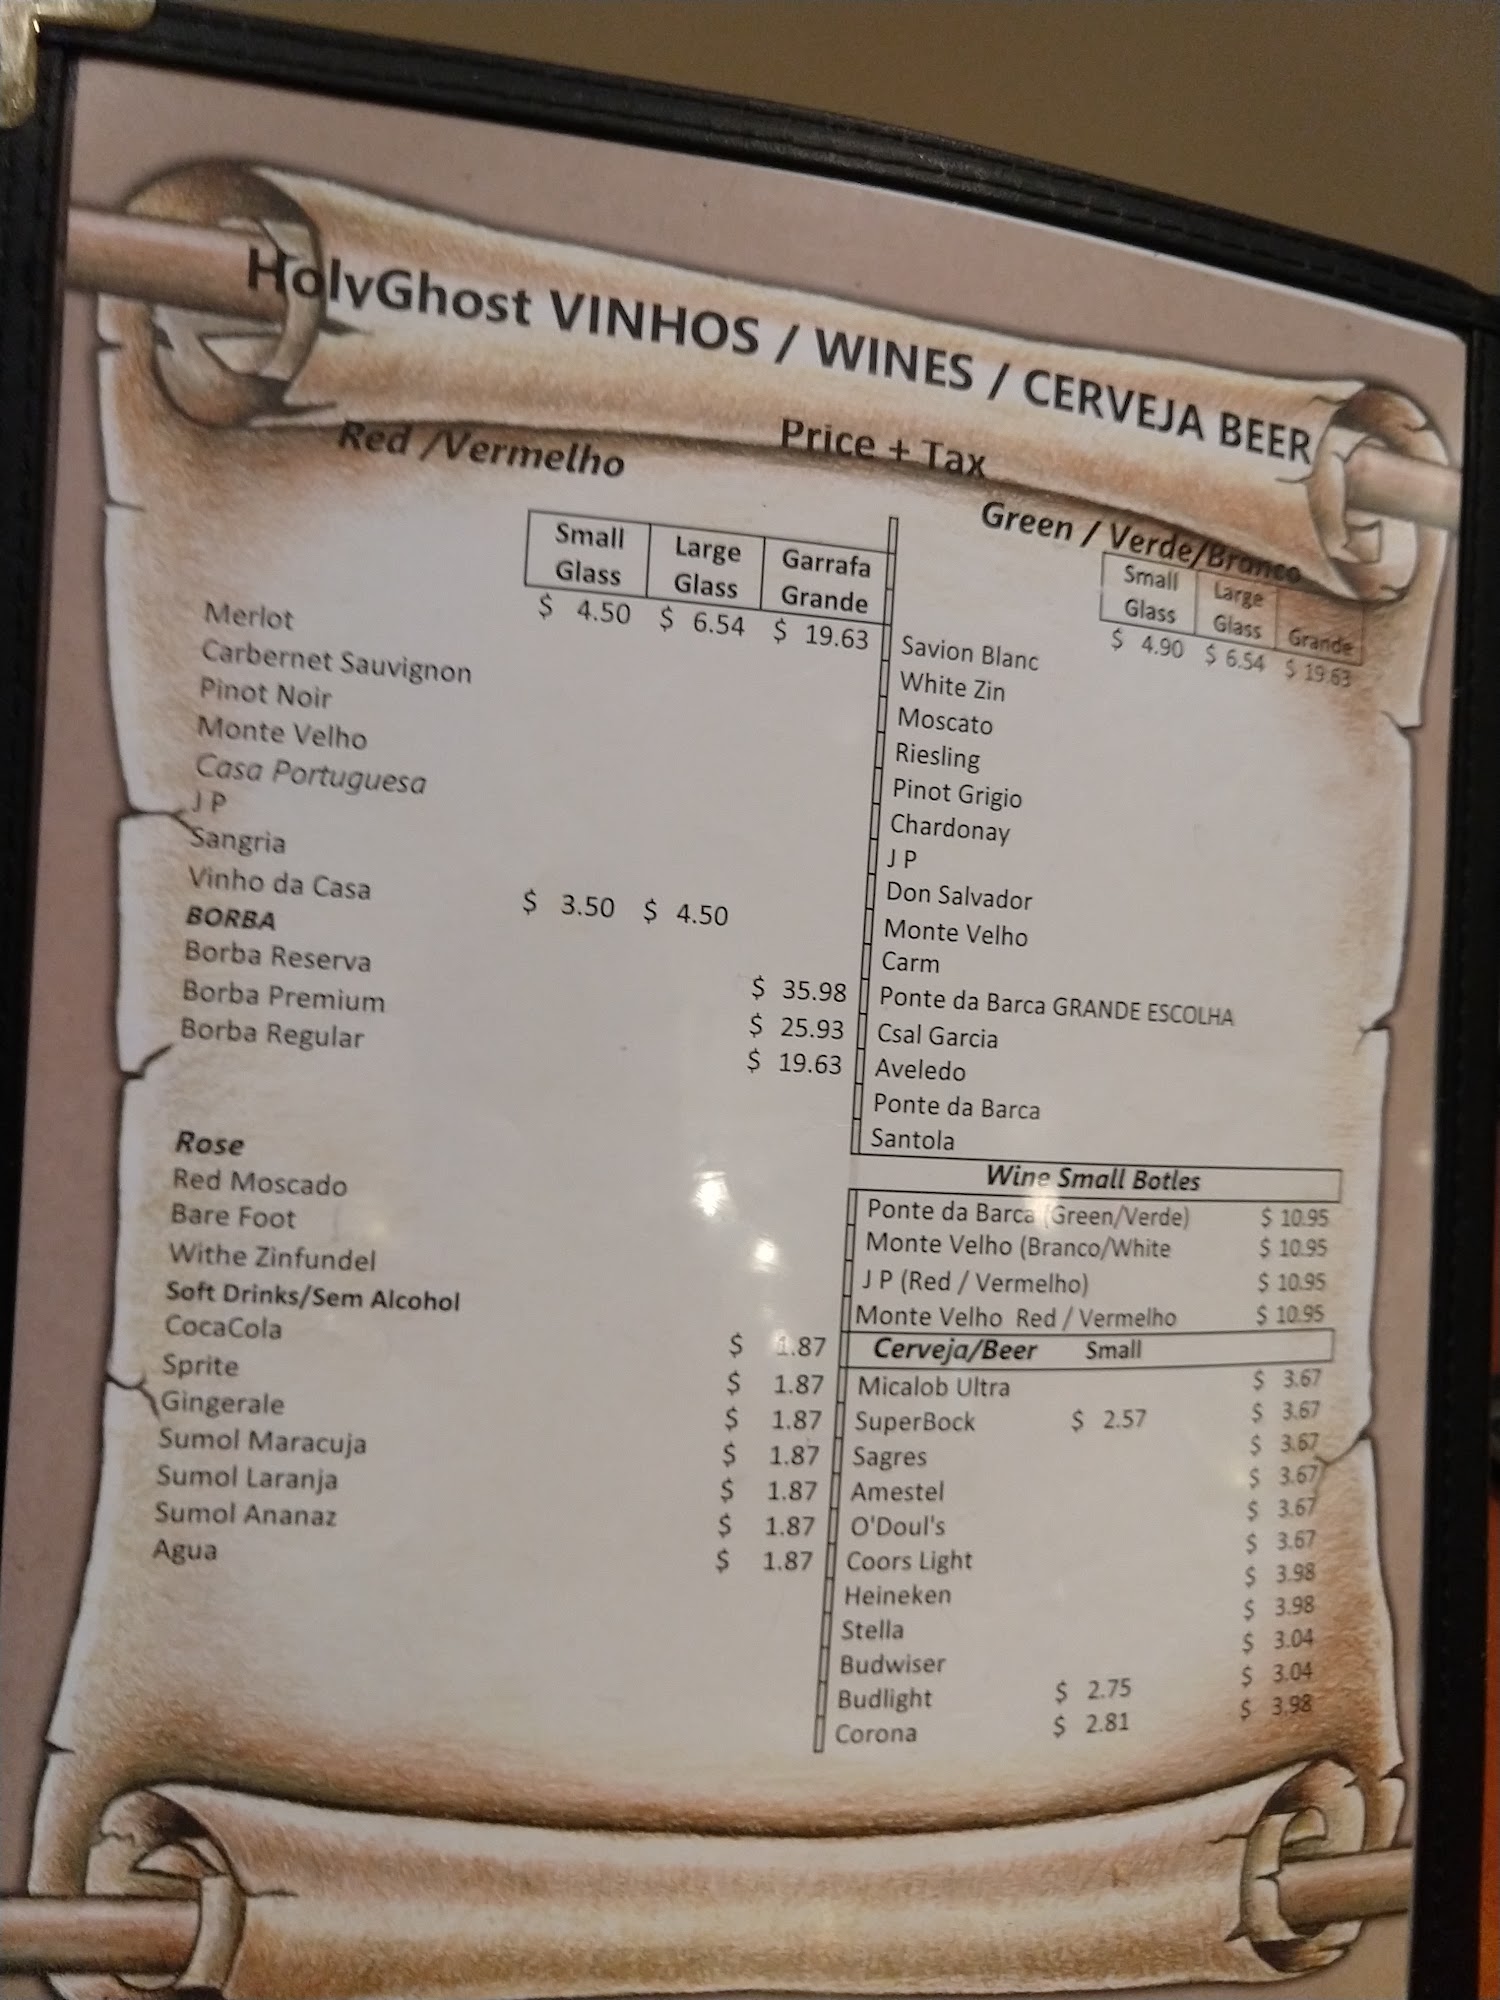 HolyGhost VINHOS / WINES / CERVEJA BEER
Price + Tax
Red /Vermelho
Small Glass Large Glass Garrafa Grande
Merlot $ 4.50 $ 6.54 $ 19.63
Carbernet Sauvignon
Pinot Noir
Monte Velho
Casa Portuguesa
J P
Sangria
Vinho da Casa $ 3.50 $ 4.50
BORBA
Borba Reserva $ 35.98
Borba Premium $ 25.93
Borba Regular $ 19.63
Rose
Red Moscado
Bare Foot
Withe Zinfundel
Soft Drinks/Sem Alcohol
CocaCola $ 1.87
Sprite $ 1.87
Gingerale $ 1.87
Sumol Maracuja $ 1.87
Sumol Laranja $ 1.87
Sumol Ananaz $ 1.87
Agua $ 1.87
Green / Verde/Branco
Small Glass Large Glass Grande
Savion Blanc $ 4.90 $ 6.54 $ 19.63
White Zin
Moscato
Riesling
Pinot Grigio
Chardonay
J P
Don Salvador
Monte Velho
Carm
Ponte da Barca GRANDE ESCOLHA
Csal Garcia
Aveledo
Ponte da Barca
Santola
Wine Small Botles
Ponte da Barca (Green/Verde) $ 10.95
Monte Velho (Branco/White $ 10.95
J P (Red / Vermelho) $ 10.95
Monte Velho Red / Vermelho $ 10.95
Cerveja/Beer Small
Micalob Ultra $ 3.67
SuperBock $ 2.57 $ 3.67
Sagres $ 3.67
Amestel $ 3.67
O'Doul's $ 3.67
Coors Light $ 3.67
Heineken $ 3.98
Stella $ 3.98
Budwiser $ 3.04
Budlight $ 2.75 $ 3.04
Corona $ 2.81 $ 3.98